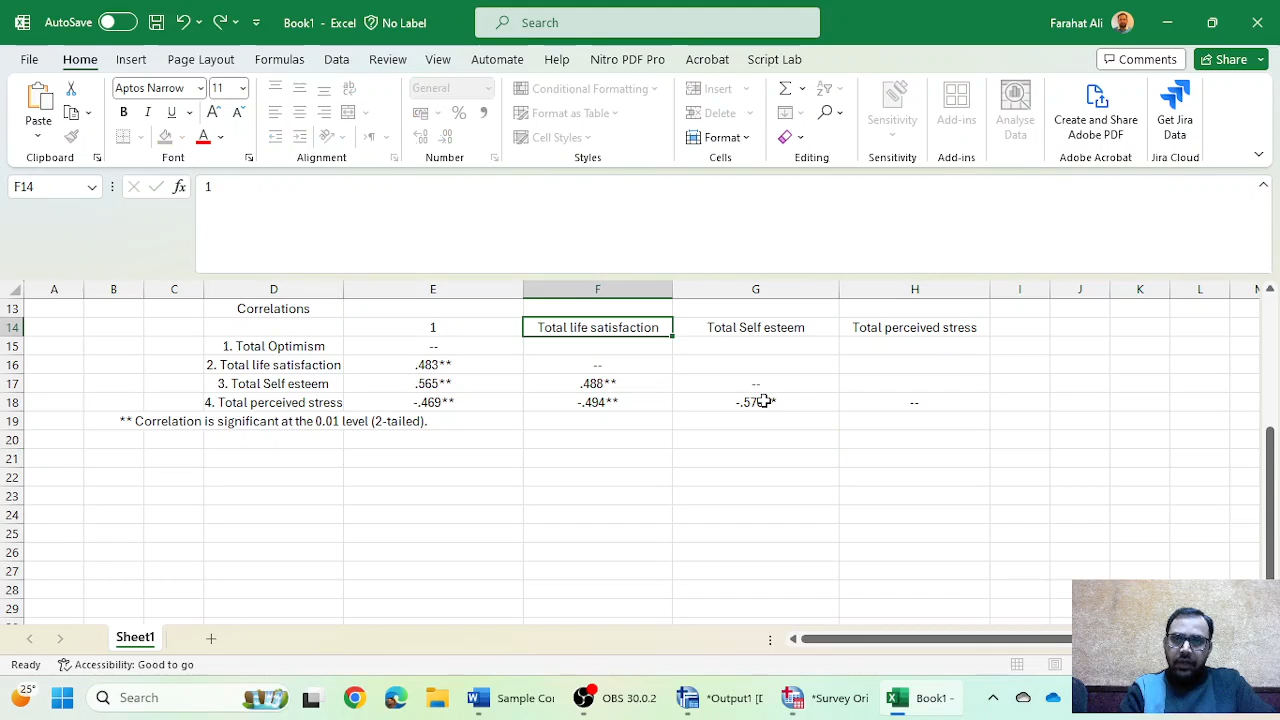 AutoSave Book1 - Excel No Label Search Farahat Ali
File Home Insert Page Layout Formulas Data Review View Automate Help Nitro PDF Pro Acrobat Script Lab Comments Share
Paste Aptos Narrow 11 General Conditional Formatting Insert Sensitivity Add-ins Analyse Data Create and Share Adobe PDF Get Jira Data
Format as Table Delete
Cell Styles Format
Clipboard Font Alignment Number Styles Cells Editing Sensitivity Add-ins Adobe Acrobat Jira Cloud
F14 fx 1
A B C D E F G H I J K L
13 Correlations
14 1 Total life satisfaction Total Self esteem Total perceived stress
15 1. Total Optimism --
16 2. Total life satisfaction .483** --
17 3. Total Self esteem .565** .488** --
18 4. Total perceived stress -.469** -.494** --
19 ** Correlation is significant at the 0.01 level (2-tailed).
20
21
22
23
24
25
26
27
28
29
Sheet1
Ready Accessibility: Good to go
25° Search Sample Co OBS 30.0.2 *Output1 [D *Survey Ori Book1 -